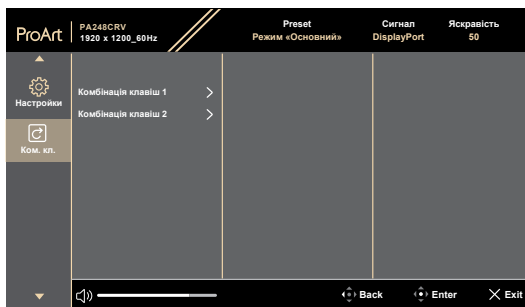 ProArt
PA248CRV
1920 x 1200_60Hz
Preset
Режим «Основний»
Сигнал
DisplayPort
Яскравість
50
Настройки
Ком. кл.
Комбінація клавіш 1
Комбінація клавіш 2
Back
Enter
Exit